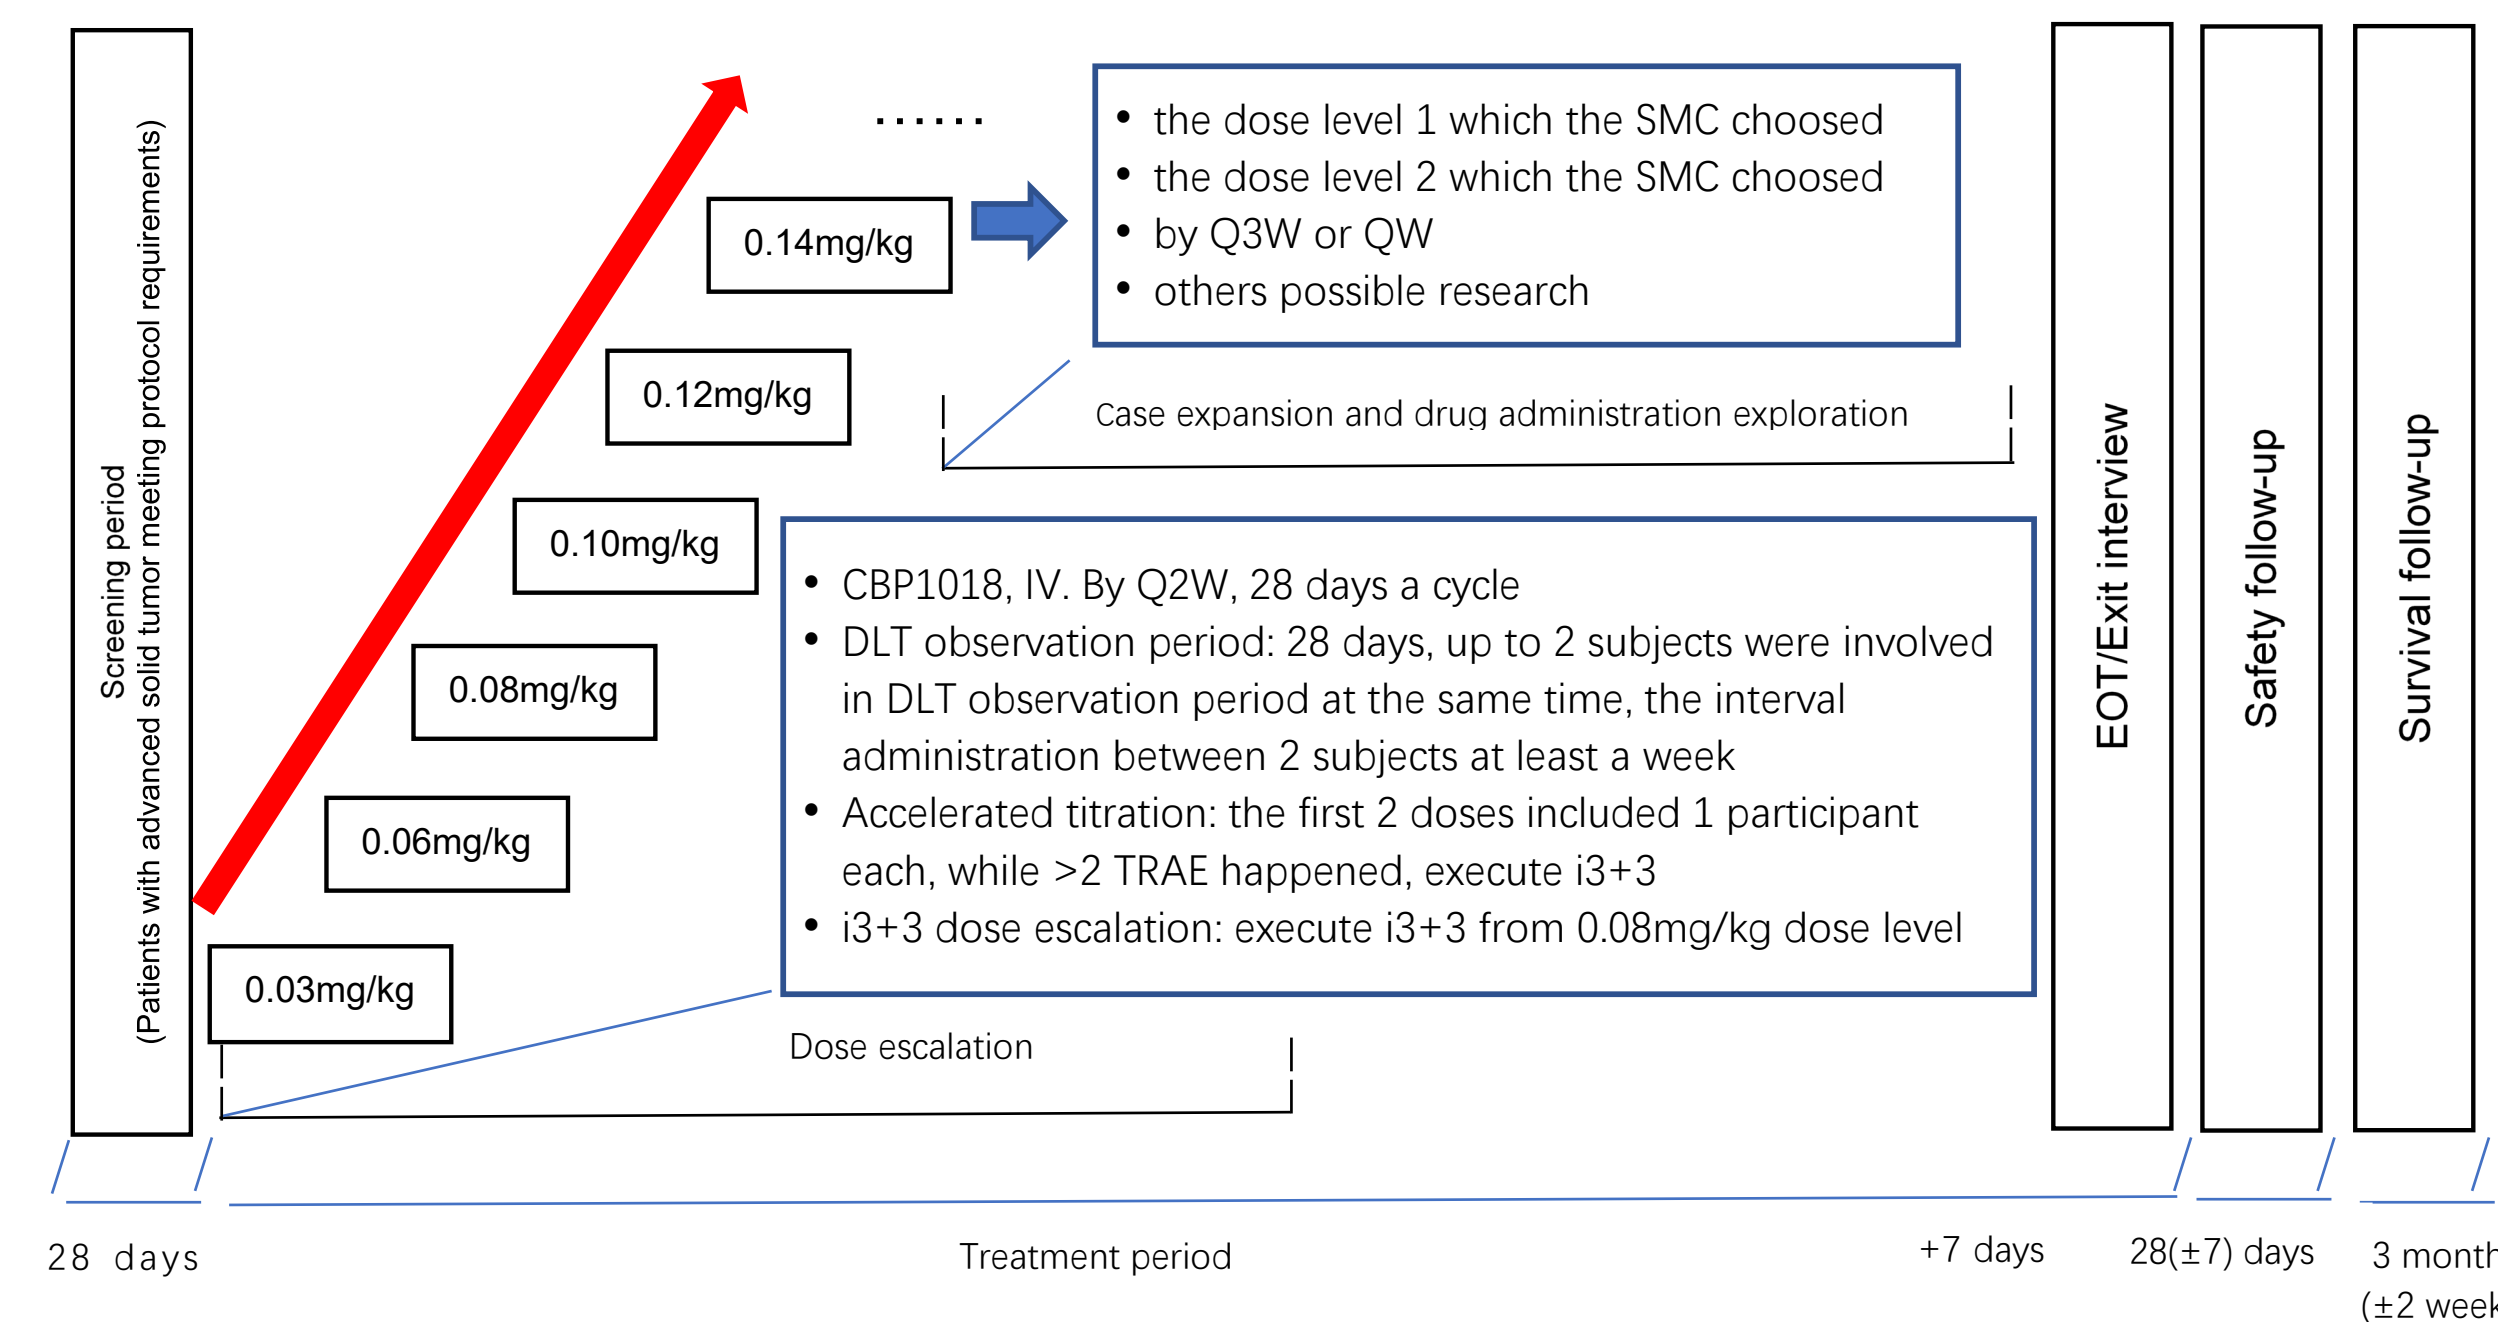 Screening period
(Patients with advanced solid tumor meeting protocol requirements)
......
0.14mg/kg
0.12mg/kg
0.10mg/kg
0.08mg/kg
0.06mg/kg
0.03mg/kg
• the dose level 1 which the SMC choosed
• the dose level 2 which the SMC choosed
• by Q3W or QW
• others possible research
Case expansion and drug administration exploration
• CBP1018, IV. By Q2W, 28 days a cycle
• DLT observation period: 28 days, up to 2 subjects were involved
in DLT observation period at the same time, the interval
administration between 2 subjects at least a week
• Accelerated titration: the first 2 doses included 1 participant
each, while >2 TRAE happened, execute i3+3
• i3+3 dose escalation: execute i3+3 from 0.08mg/kg dose level
Dose escalation
EOT/Exit interview
Safety follow-up
Survival follow-up
28 days
Treatment period
+7 days
28(±7) days
3 month
(±2 week